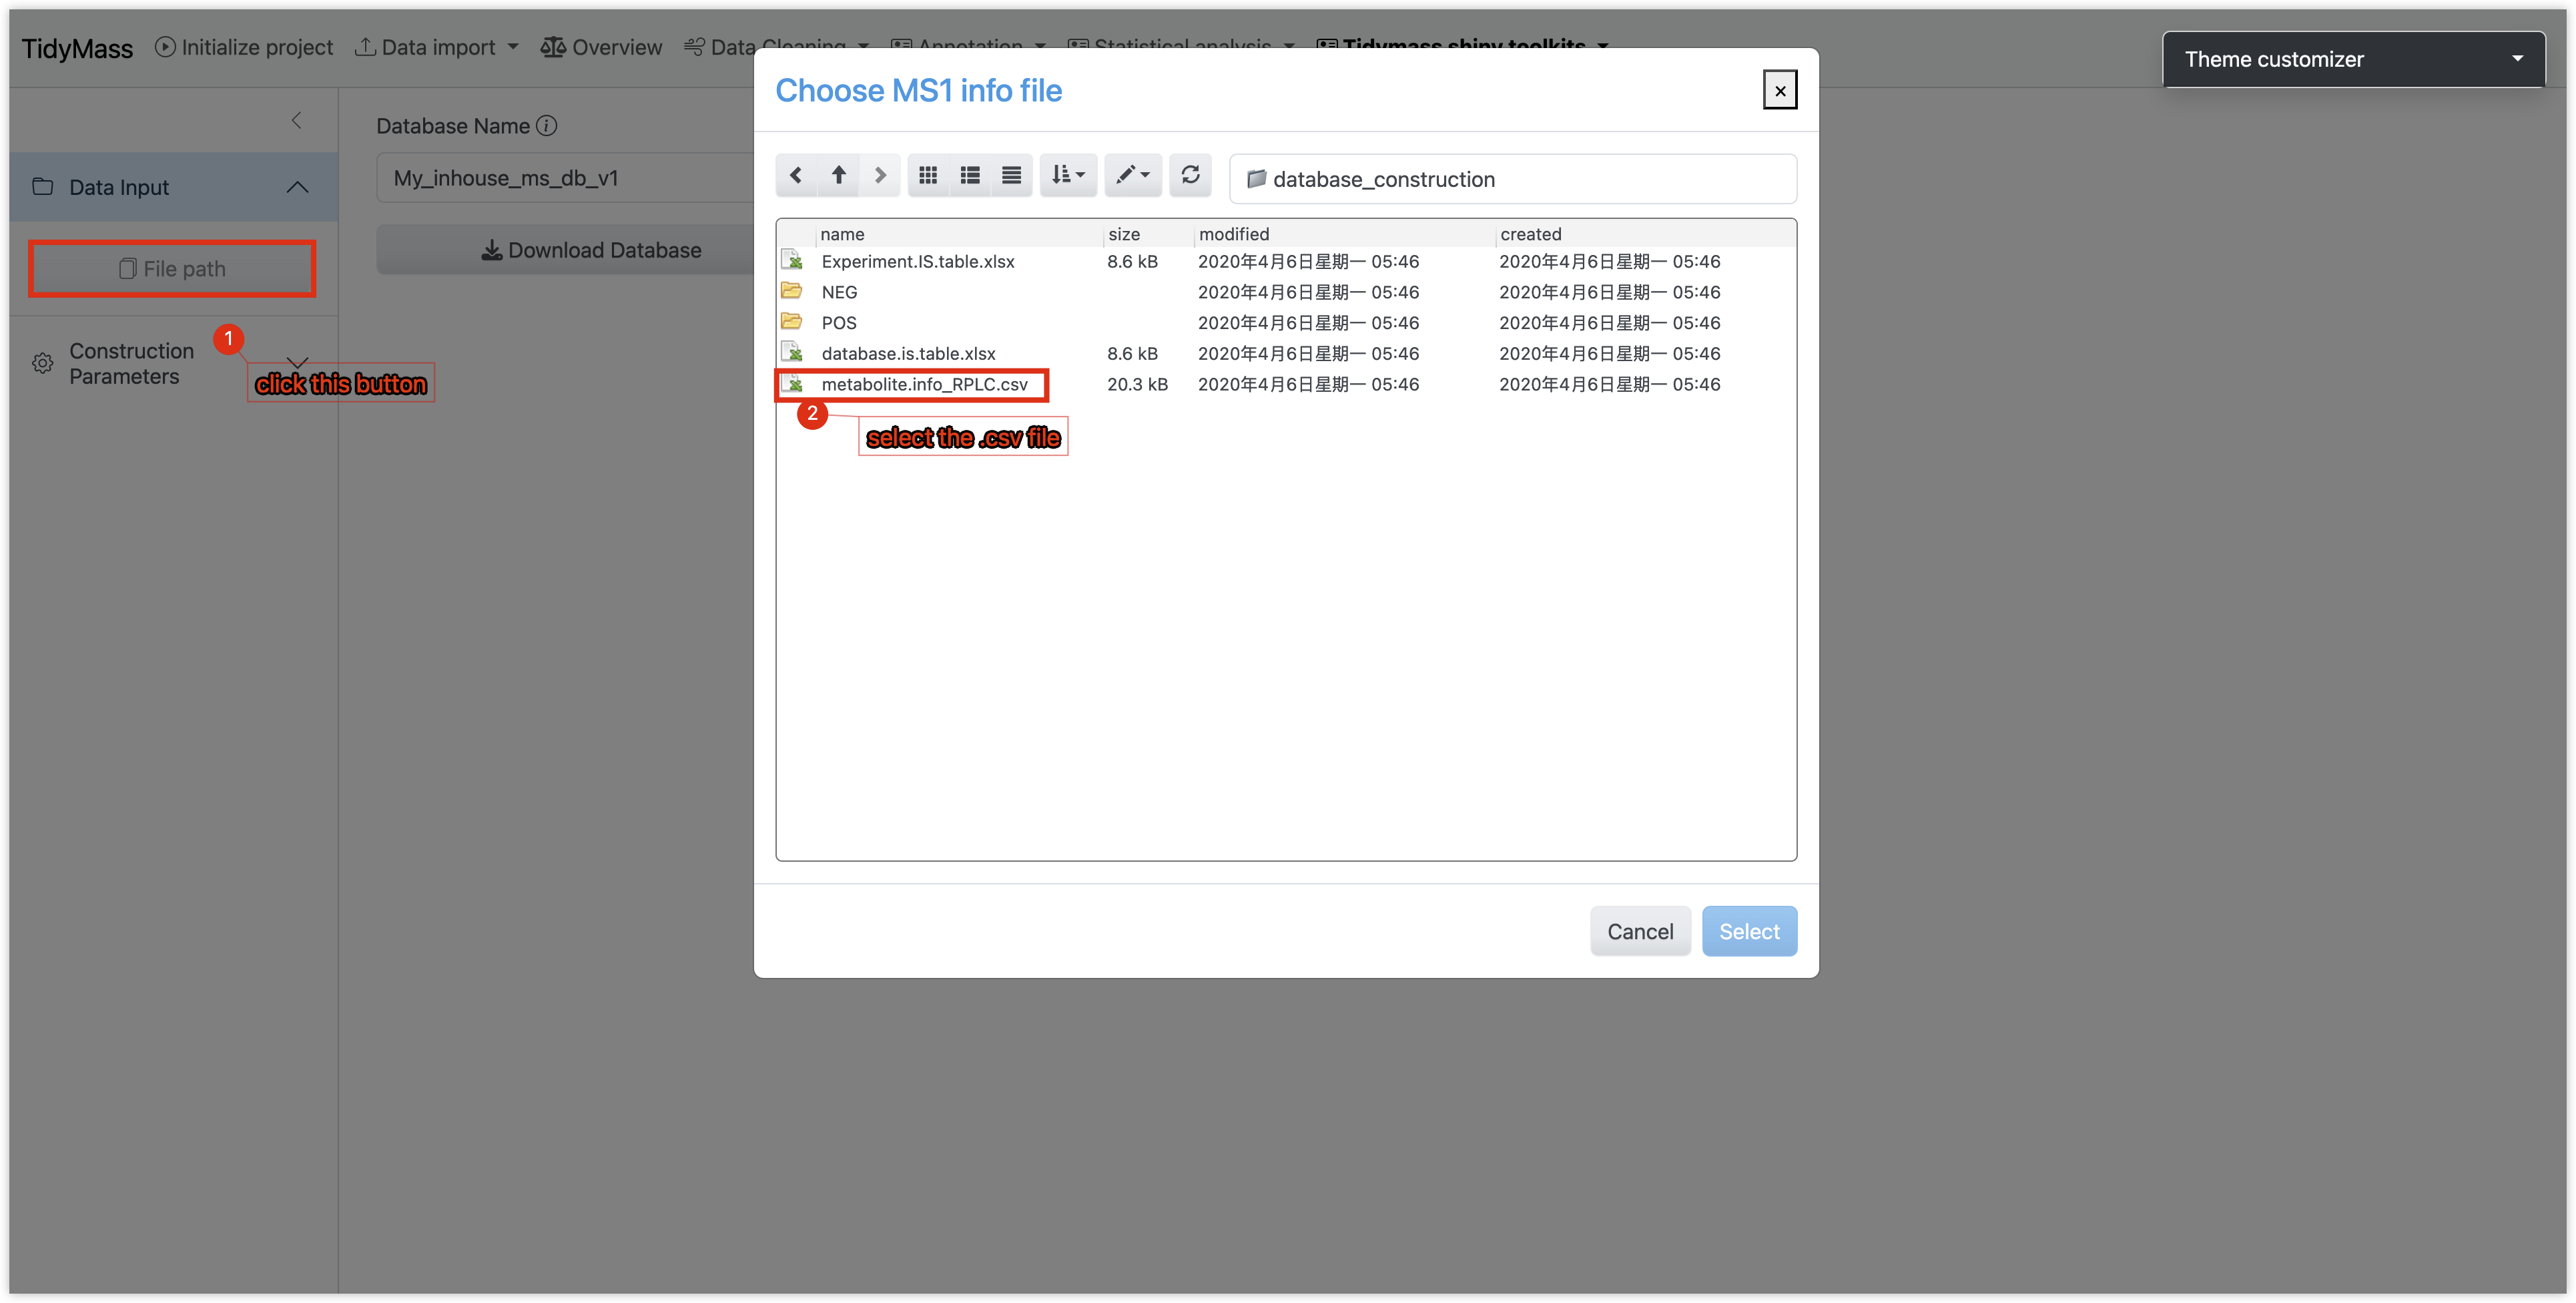 TidyMass Initialize project Data import Overview Data Cleaning Annotation Statistical analysis Tidymass shiny toolkits
Theme customizer
Data Input
File path
Construction
Parameters
1
click this button
Database Name
My_inhouse_ms_db_v1
Download Database
Choose MS1 info file
×
database_construction
name size modified created
Experiment.IS.table.xlsx 8.6 kB 2020年4月6日星期一 05:46 2020年4月6日星期一 05:46
NEG 2020年4月6日星期一 05:46 2020年4月6日星期一 05:46
POS 2020年4月6日星期一 05:46 2020年4月6日星期一 05:46
database.is.table.xlsx 8.6 kB 2020年4月6日星期一 05:46 2020年4月6日星期一 05:46
metabolite.info_RPLC.csv 20.3 kB 2020年4月6日星期一 05:46 2020年4月6日星期一 05:46
2
select the .csv file
Cancel Select